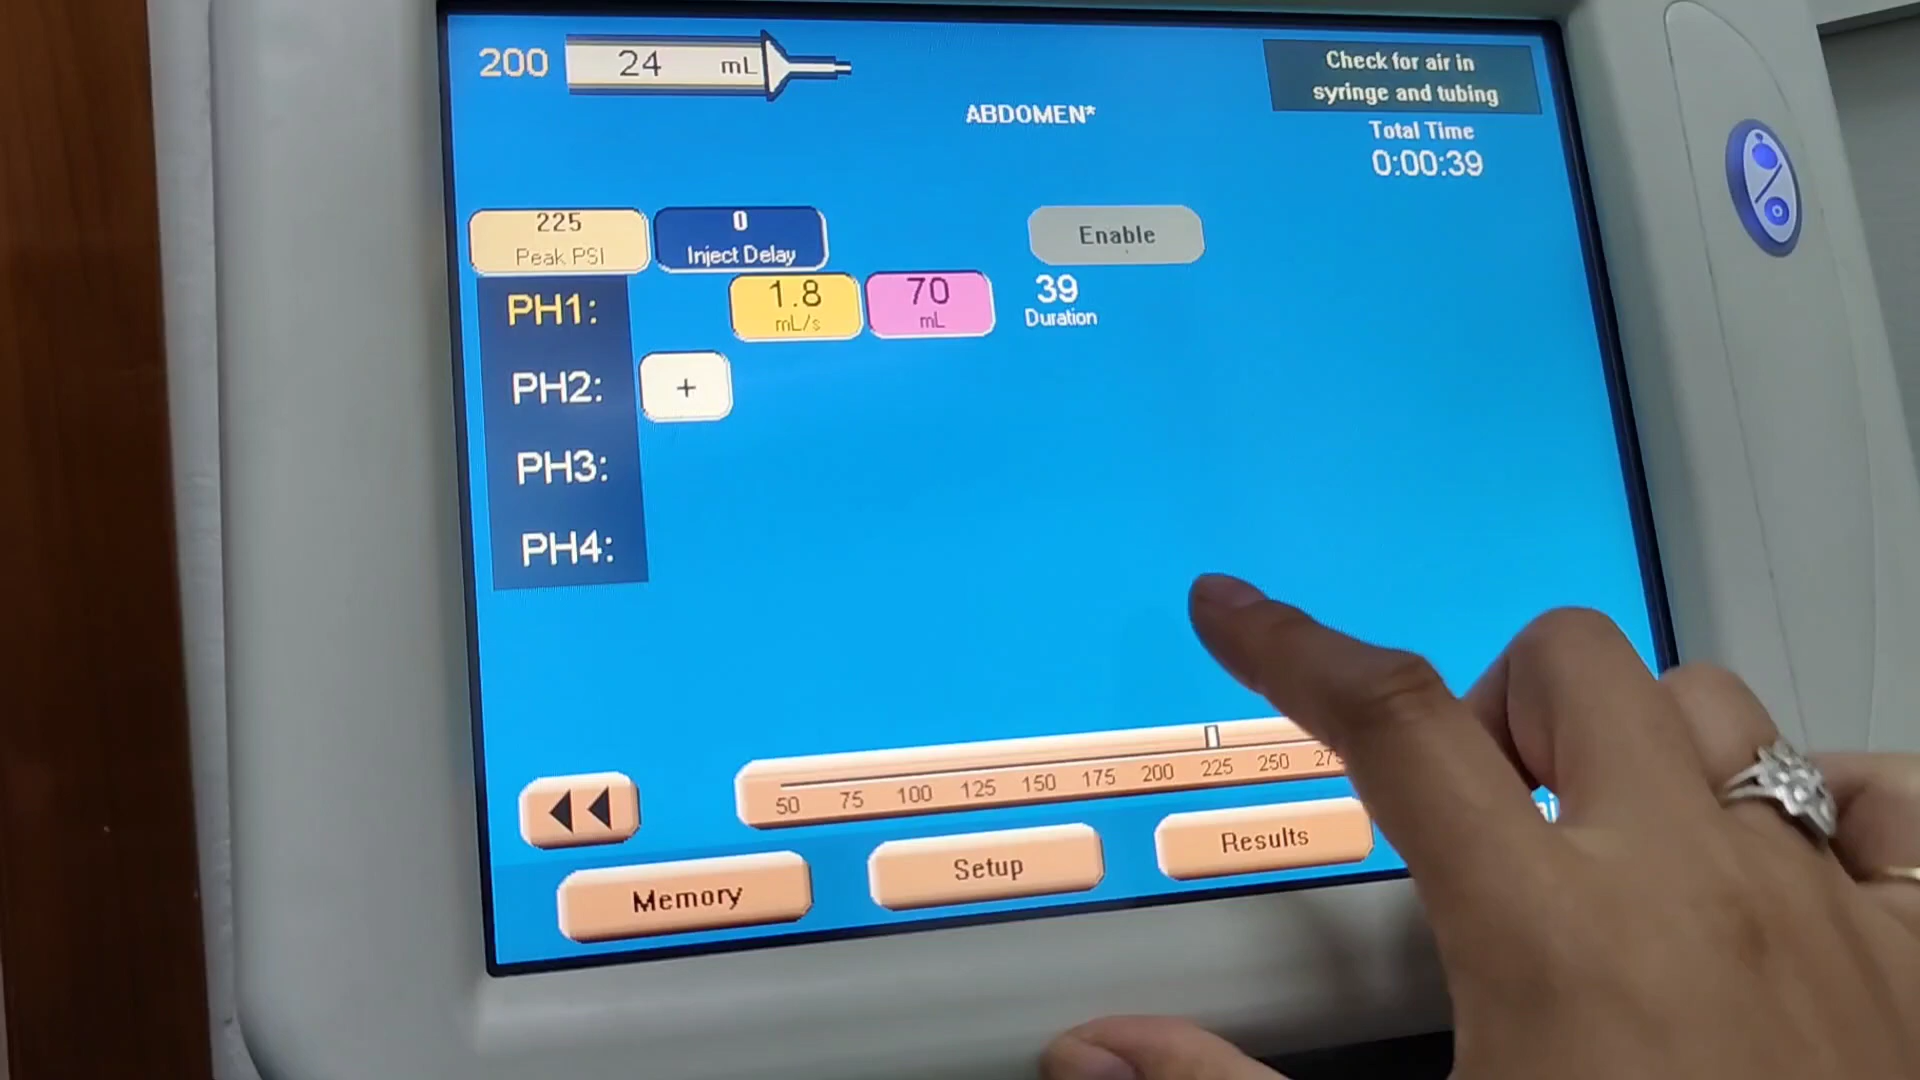 200 24 mL
Check for air in
syringe and tubing
ABDOMEN*
Total Time
0:00:39
225
Peak PSI
0
Inject Delay
Enable
PH1:
1.8
mL/s
70
mL
39
Duration
PH2: +
PH3:
PH4:
50 75 100 125 150 175 200 225 250
Memory
Setup
Results